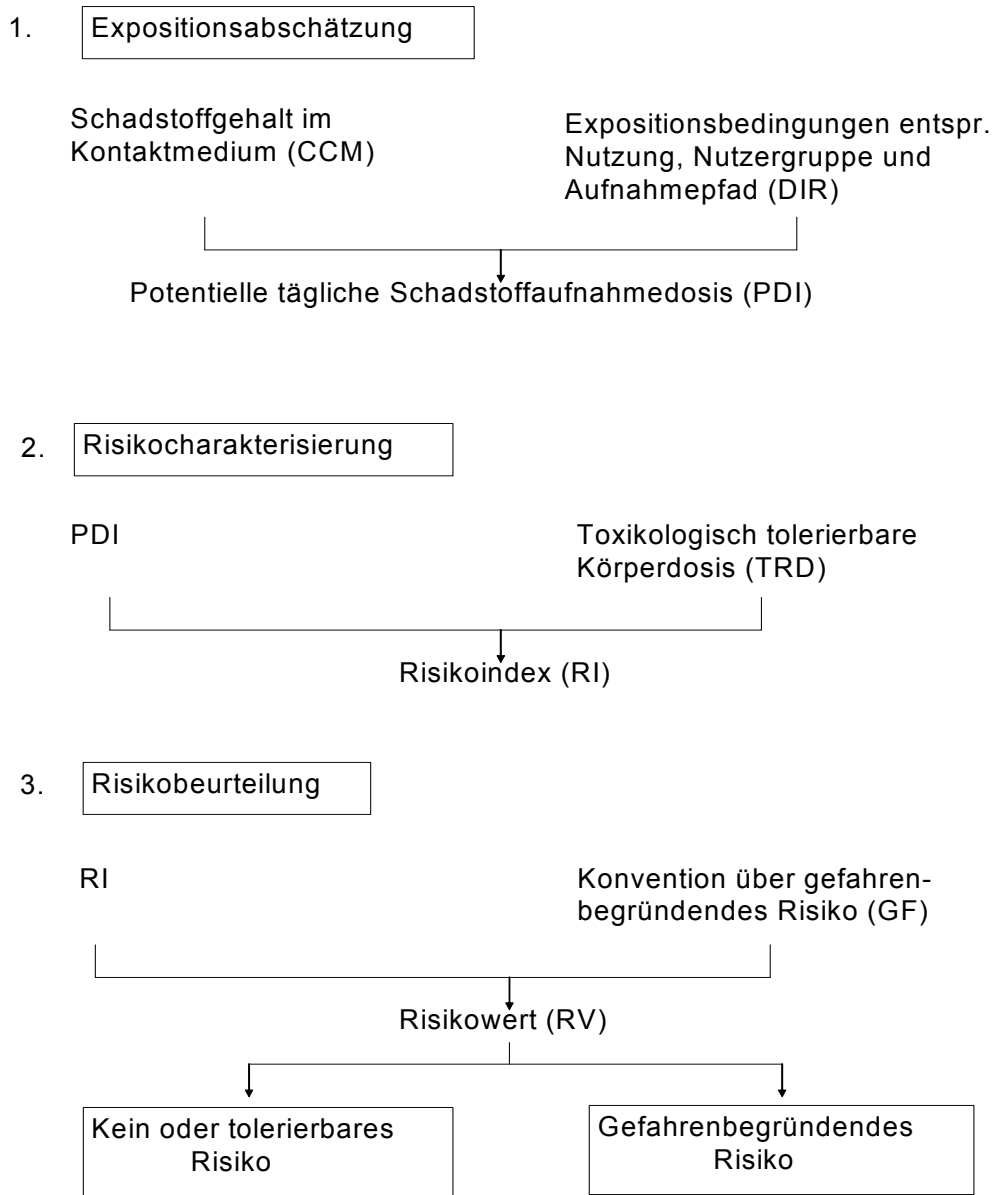 1. Expositionsabschätzung
Schadstoffgehalt im
Kontaktmedium (CCM)
Expositionsbedingungen entspr.
Nutzung, Nutzergruppe und
Aufnahmepfad (DIR)
Potentielle tägliche Schadstoffaufnahmedosis (PDI)
2. Risikocharakterisierung
PDI
Toxikologisch tolerierbare
Körperdosis (TRD)
Risikoindex (RI)
3. Risikobeurteilung
RI
Konvention über gefahren-
begründendes Risiko (GF)
Risikowert (RV)
Kein oder tolerierbares
Risiko
Gefahrenbegründendes
Risiko